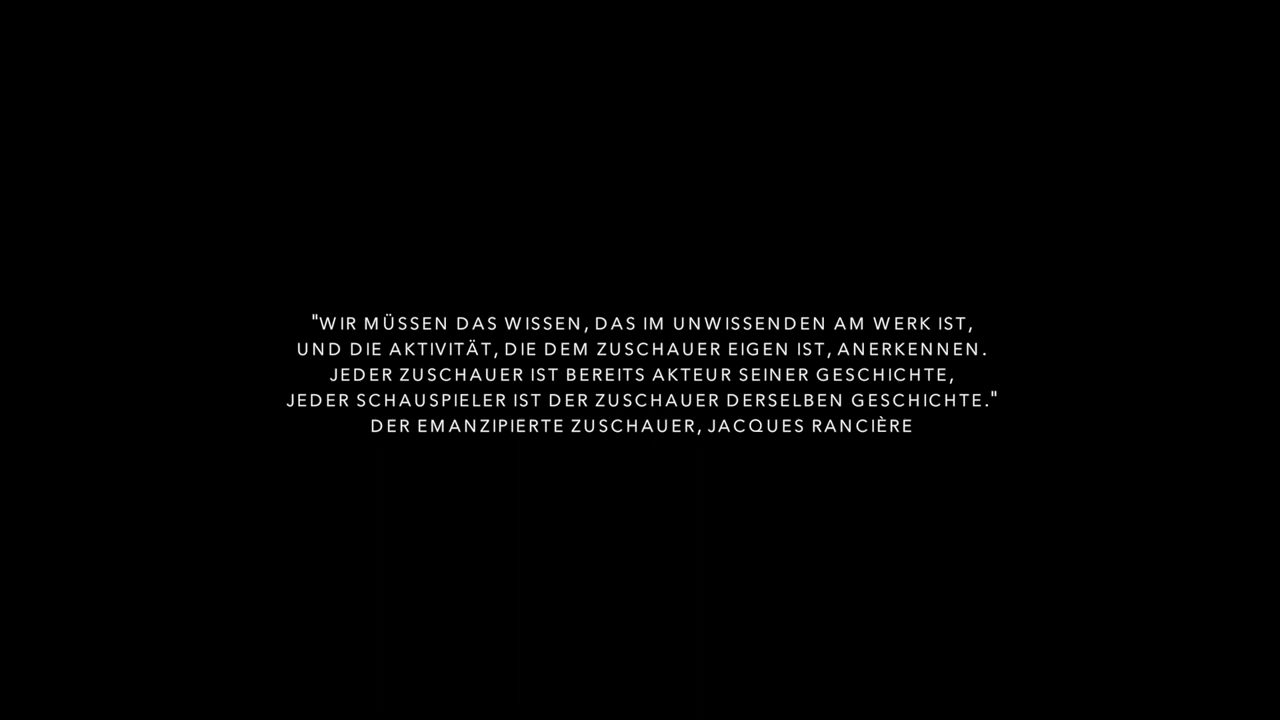 "WIR MÜSSEN DAS WISSEN, DAS IM UNWISSENDEN AM WERK IST,
UND DIE AKTIVITÄT, DIE DEM ZUSCHAUER EIGEN IST, ANERKENNEN.
JEDER ZUSCHAUER IST BEREITS AKTEUR SEINER GESCHICHTE,
JEDER SCHAUSPIELER IST DER ZUSCHAUER DERSELBEN GESCHICHTE."
DER EMANZIPIERTE ZUSCHAUER, JACQUES RANCIÈRE